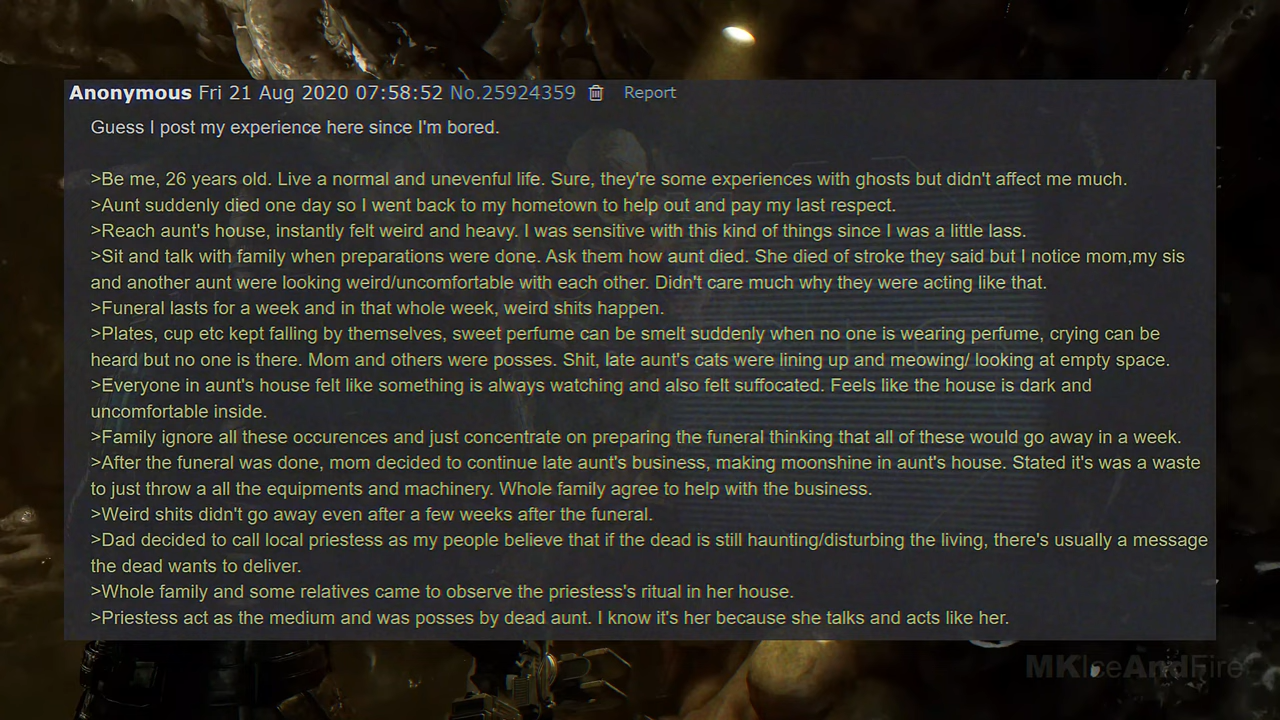 Anonymous Fri 21 Aug 2020 07:58:52 No.25924359 Report
Guess I post my experience here since I'm bored.
>Be me, 26 years old. Live a normal and unevenful life. Sure, they're some experiences with ghosts but didn't affect me much.
>Aunt suddenly died one day so I went back to my hometown to help out and pay my last respect.
>Reach aunt's house, instantly felt weird and heavy. I was sensitive with this kind of things since I was a little lass.
>Sit and talk with family when preparations were done. Ask them how aunt died. She died of stroke they said but I notice mom,my sis
and another aunt were looking weird/uncomfortable with each other. Didn't care much why they were acting like that.
>Funeral lasts for a week and in that whole week, weird shits happen.
>Plates, cup etc kept falling by themselves, sweet perfume can be smelt suddenly when no one is wearing perfume, crying can be
heard but no one is there. Mom and others were posses. Shit, late aunt's cats were lining up and meowing/ looking at empty space.
>Everyone in aunt's house felt like something is always watching and also felt suffocated. Feels like the house is dark and
uncomfortable inside.
>Family ignore all these occurences and just concentrate on preparing the funeral thinking that all of these would go away in a week.
>After the funeral was done, mom decided to continue late aunt's business, making moonshine in aunt's house. Stated it's was a waste
to just throw a all the equipments and machinery. Whole family agree to help with the business.
>Weird shits didn't go away even after a few weeks after the funeral.
>Dad decided to call local priestess as my people believe that if the dead is still haunting/disturbing the living, there's usually a message
the dead wants to deliver.
>Whole family and some relatives came to observe the priestess's ritual in her house.
>Priestess act as the medium and was posses by dead aunt. I know it's her because she talks and acts like her.
MKIceAndFire